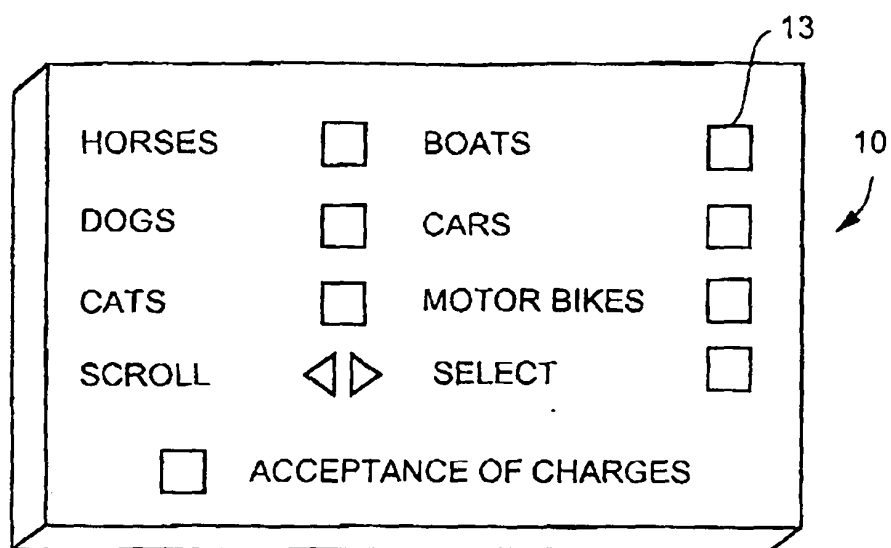 13
HORSES BOATS
10
DOGS CARS
CATS MOTOR BIKES
SCROLL SELECT
ACCEPTANCE OF CHARGES